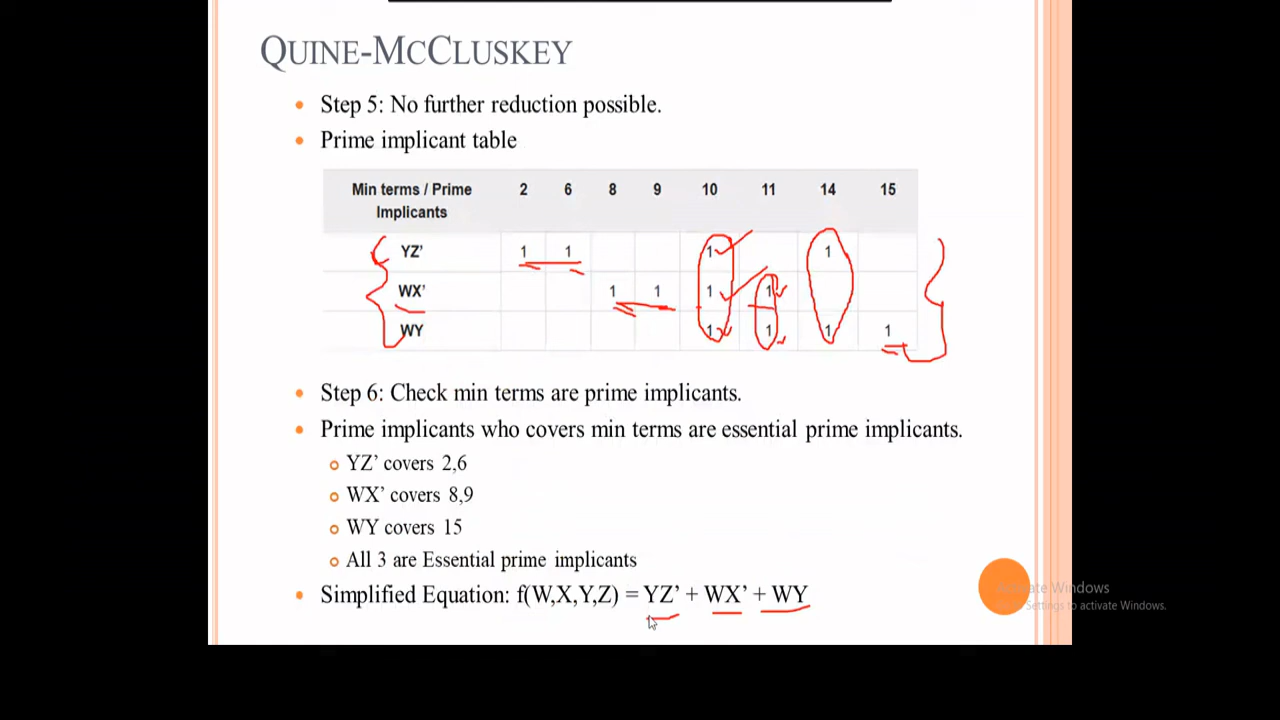 QUINE-MCCLUSKEY
Step 5: No further reduction possible.
Prime implicant table
Min terms / Prime Implicants 2 6 8 9 10 11 14 15
YZ' 1 1 1 1
WX' 1 1 1 1
WY 1 1 1 1
Step 6: Check min terms are prime implicants.
Prime implicants who covers min terms are essential prime implicants.
YZ' covers 2,6
WX' covers 8,9
WY covers 15
All 3 are Essential prime implicants
Simplified Equation: f(W,X,Y,Z) = YZ' + WX' + WY
Windows
to activate Windows.